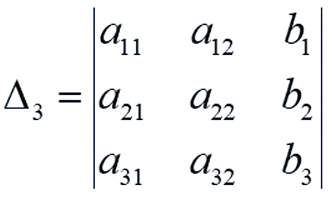 | a₁₁ a₁₂ b₁ |
Δ₃ = | a₂₁ a₂₂ b₂ |
| a₃₁ a₃₂ b₃ |